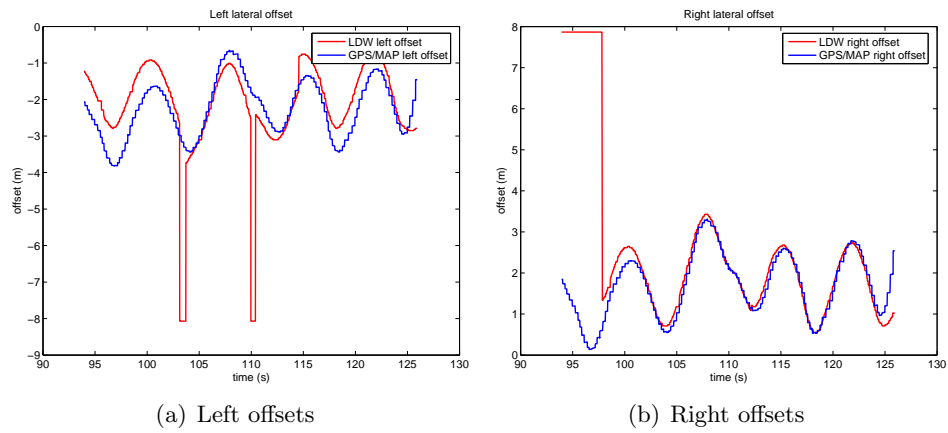 Left lateral offset
0
−1
−2
−3
−4
−5
−6
−7
−8
−9
offset (m)
LDW left offset
GPS/MAP left offset
90 95 100 105 110 115 120 125 130
time (s)
(a) Left offsets
Right lateral offset
8
7
6
5
4
3
2
1
0
offset (m)
LDW right offset
GPS/MAP right offset
90 95 100 105 110 115 120 125 130
time (s)
(b) Right offsets